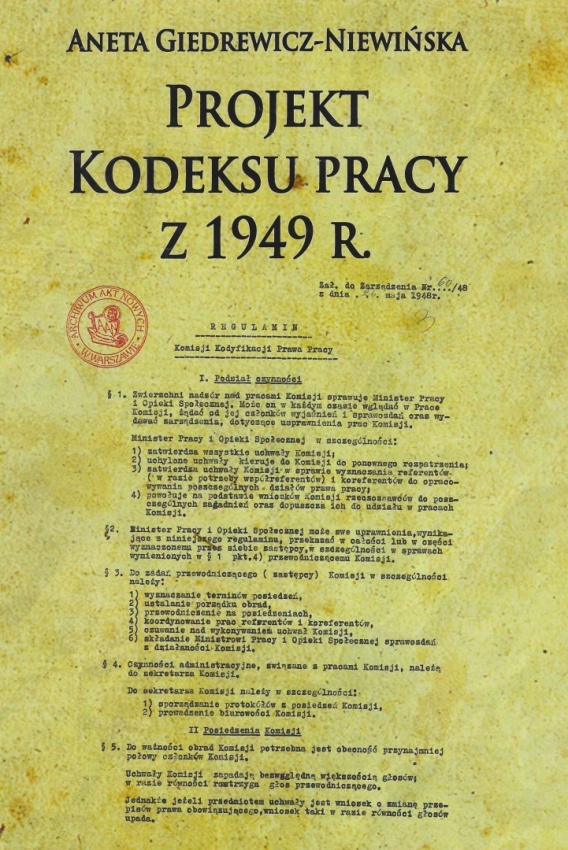 ANETA GIEDREWICZ-NIEWIŃSKA
PROJEKT
KODEKSU PRACY
Z 1949 R.
Zał. do Zarządzenia Nr..../48
z dnia . . maja 1948r.
ARCHIWUM AKT NOWYCH
W WARSZAWIE
AAN
R E G U L A M I N
Komisji Kodyfikacji Prawa Pracy
I. Podział czynności
§ 1. Zwierzchni nadzór nad pracami Komisji sprawuje Minister Pracy
i Opieki Społecznej. Może on w każdym czasie wglądać w Prace
Komisji, żądać od jej członków wyjaśnień i sprawozdań oraz wy-
dawać zarządzenia, dotyczące usprawnienia prac Komisji.
Minister Pracy i Opieki Społecznej w szczególności:
1) zatwierdza wszystkie uchwały Komisji;
2) uchylone uchwały kieruje do Komisji do ponownego rozpatrzenia;
3) zatwierdza uchwały Komisji w sprawie wyznaczania referentów
( w razie potrzeby współreferentów) i koreferentów do opraco-
wywania poszczególnych działów prawa pracy;
4) powołuje na podstawie wniosków Komisji rzeczoznawców do posz-
czególnych zagadnień oraz dopuszcza ich do udziału w pracach
Komisji.
§2. Minister Pracy i Opieki Społecznej może swe uprawnienia,wynika-
jące z niniejszego regulaminu, przekazać w całości lub w części
wyznaczonemu przez siebie zastępcy,w szczególności w sprawach
wymienionych w § 1 pkt.4) przewodniczącemu Komisji.
§ 3. Do zadań przewodniczącego ( zastępcy) Komisji w szczególności
należy:
1) wyznaczanie terminów posiedzeń,
2) ustalanie porządku obrad,
3) przewodniczenie na posiedzeniach,
4) koordynowanie prac referentów i koreferentów,
5) czuwanie nad wykonywaniem uchwał Komisji,
6) składanie Ministrowi Pracy i Opieki Społecznej sprawozdań
z działalności Komisji.
§ 4. Czynności administracyjne, związane z pracami Komisji, należą
do sekretarza Komisji.
Do sekretarza Komisji należy w szczególności:
1) sporządzanie protokółów z posiedzeń Komisji,
2) prowadzenie biurowości Komisji.
II Posiedzenia Komisji
§ 5. Do ważności obrad Komisji potrzebna jest obecność przynajmniej
połowy członków Komisji.
Uchwały Komisji zapadają bezwzględną większością głosów;
w razie równości rozstrzyga głos przewodniczącego.
Jednakże jeżeli przedmiotem uchwały jest wniosek o zmianę prze-
pisów prawa obowiązującego,wniosek taki w razie równości głosów
upada.